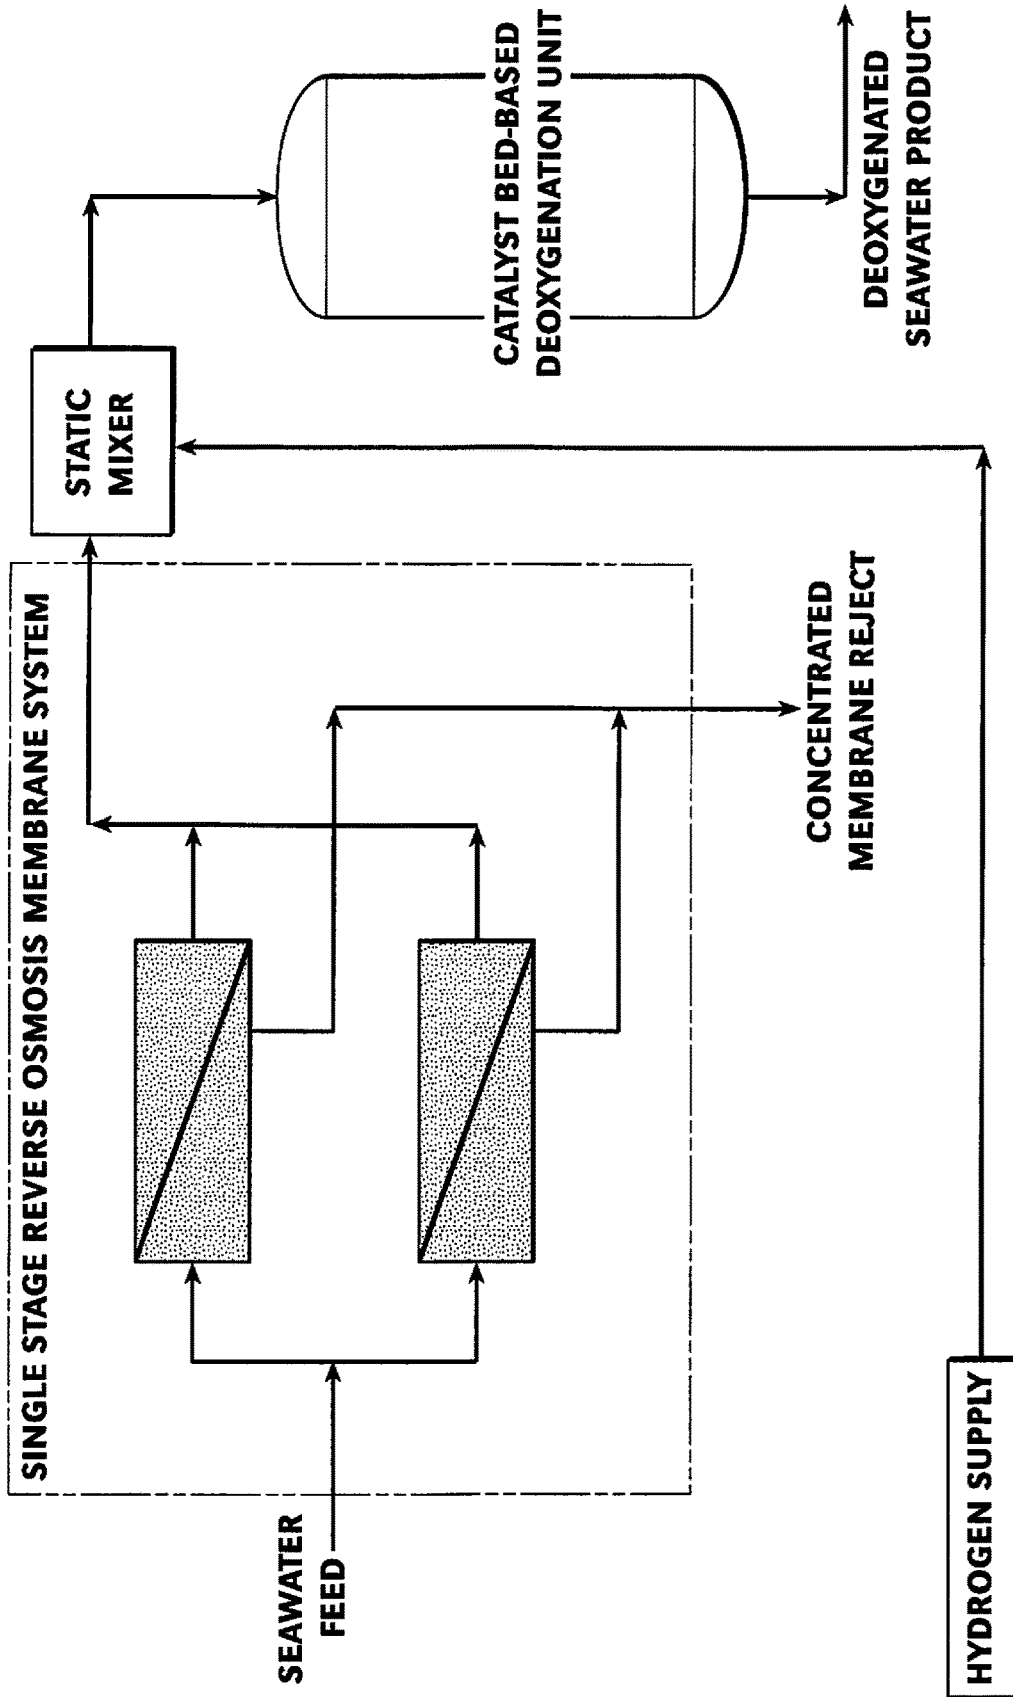 SINGLE STAGE REVERSE OSMOSIS MEMBRANE SYSTEM
STATIC
MIXER
SEAWATER
FEED
CATALYST BED-BASED
DEOXYGENATION UNIT
CONCENTRATED
MEMBRANE REJECT
DEOXYGENATED
SEAWATER PRODUCT
HYDROGEN SUPPLY